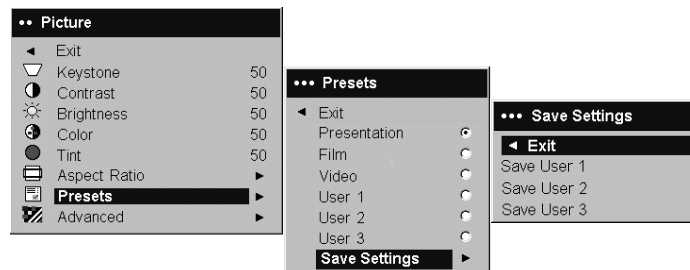 •• Picture
◄ Exit
Keystone 50
Contrast 50
Brightness 50
Color 50
Tint 50
Aspect Ratio ►
Presets ►
Advanced ►
••• Presets
◄ Exit
Presentation
Film
Video
User 1
User 2
User 3
Save Settings ►
••• Save Settings
◄ Exit
Save User 1
Save User 2
Save User 3